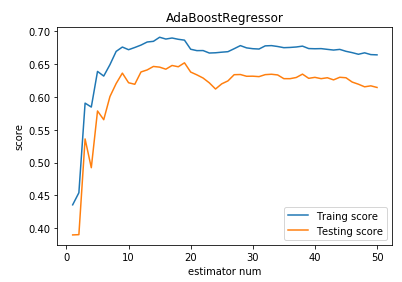 AdaBoostRegressor
0.70
0.65
0.60
0.55
0.50
0.45
0.40
score
0 10 20 30 40 50
estimator num
Traing score
Testing score